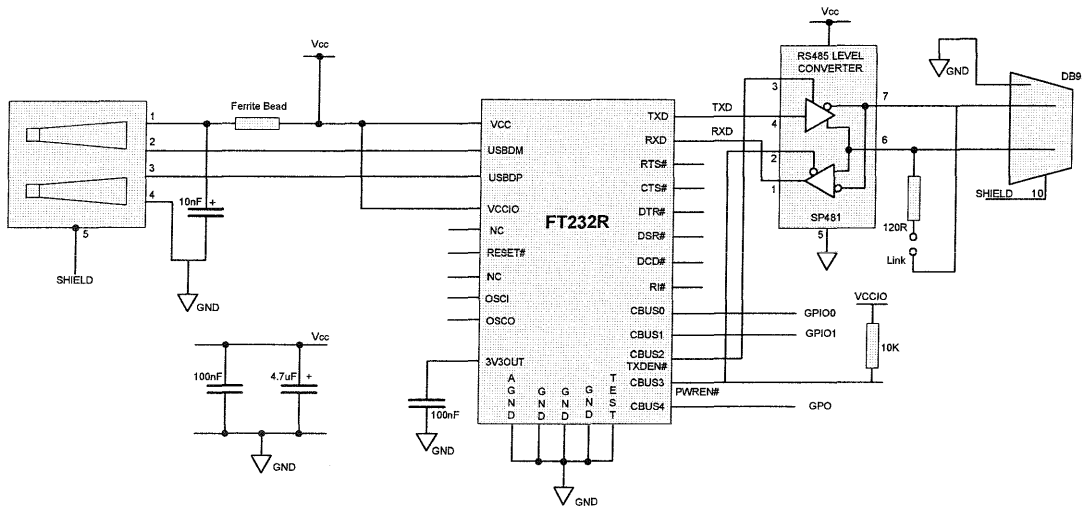 Vcc
Vcc
RS485 LEVEL
CONVERTER
GND
DB9
1
2
3
4
5
SHIELD
Ferrite Bead
10nF
+
GND
FT232R
VCC
USBDM
USBDP
VCCIO
NC
RESET#
NC
OSCI
OSCO
3V3OUT
AGND
GND
GND
GND
TEST
TXD
RXD
RTS#
CTS#
DTR#
DSR#
DCD#
RI#
CBUS0
CBUS1
CBUS2
TXDEN#
CBUS3
PWREN#
CBUS4
TXD
RXD
3
4
2
1
7
6
SP481
5
120R
Link
SHIELD
10
VCCIO
10K
GPIO0
GPIO1
GPO
Vcc
100nF
4.7uF
+
GND
100nF
GND
GND